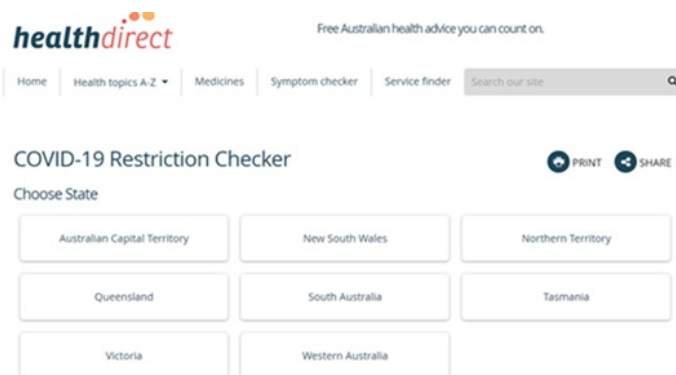 healthdirect
Free Australian health advice you can count on.
Home Health topics A-Z Medicines Symptom checker Service finder Search our site
COVID-19 Restriction Checker
PRINT SHARE
Choose State
Australian Capital Territory New South Wales Northern Territory
Queensland South Australia Tasmania
Victoria Western Australia